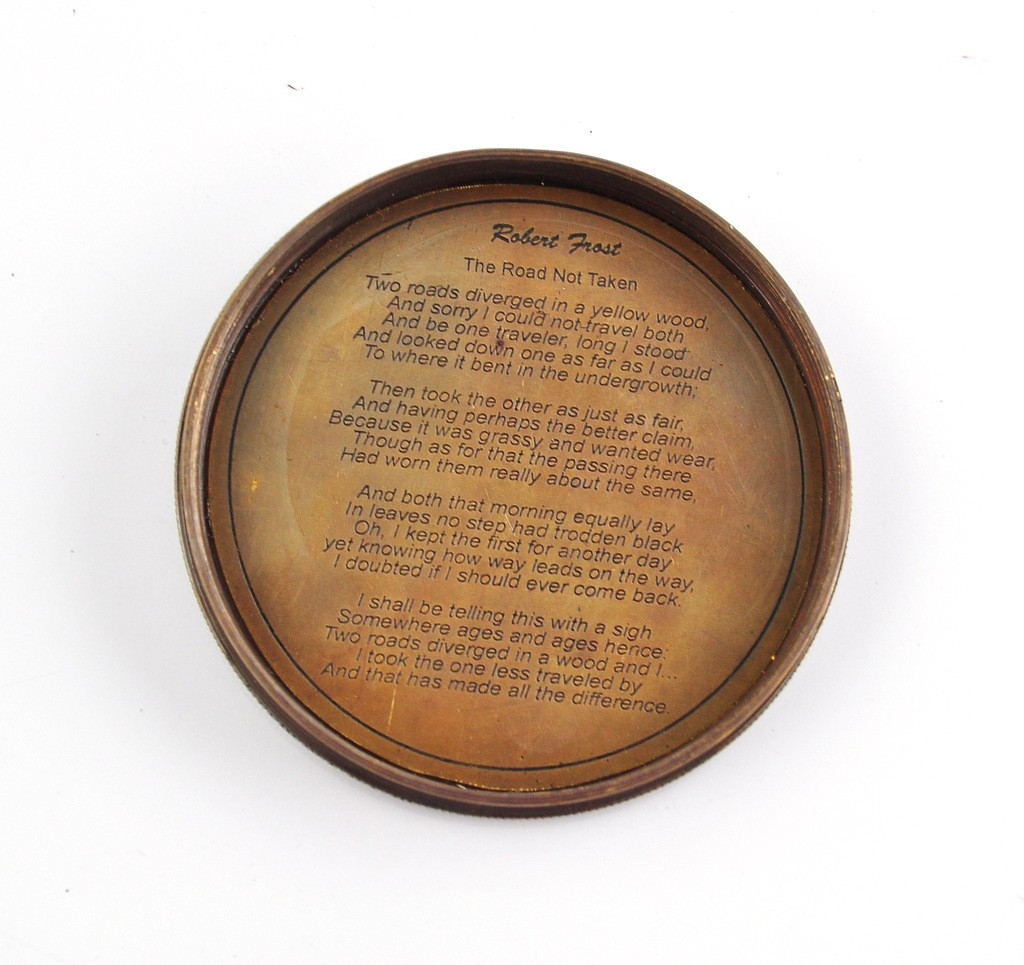 Robert Frost
The Road Not Taken
Two roads diverged in a yellow wood,
And sorry I could not travel both
And be one traveler, long I stood
And looked down one as far as I could
To where it bent in the undergrowth;
Then took the other as just as fair,
And having perhaps the better claim,
Because it was grassy and wanted wear,
Though as for that the passing there
Had worn them really about the same,
And both that morning equally lay
In leaves no step had trodden black
Oh, I kept the first for another day
yet knowing how way leads on the way,
I doubted if I should ever come back.
I shall be telling this with a sigh
Somewhere ages and ages hence:
Two roads diverged in a wood and I...
I took the one less traveled by
And that has made all the difference.